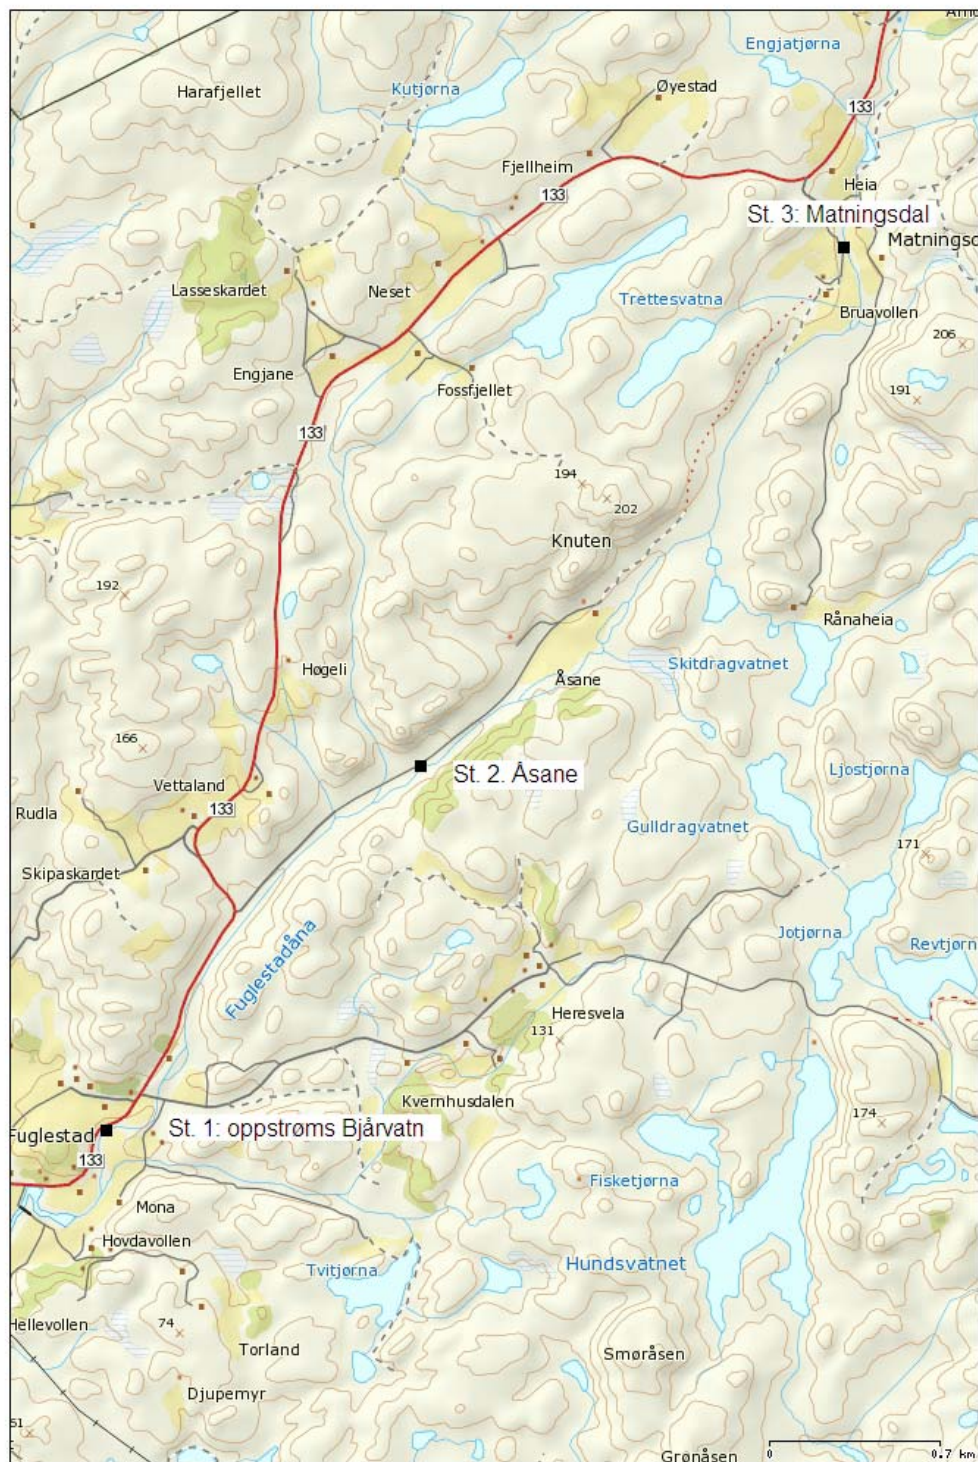 Engjatjørna
Harafjellet
Kutjørna
Øyestad
133
Fjellheim
Heia
133
St. 3: Matningsdal
Lasseskardet
Neset
Trettesvatna
Bruavollen
206
Engjane
Fossfjellet
191
133
194
202
Knuten
192
Rånaheia
Skitdragvatnet
Høgeli
Åsane
166
Ljostjørna
St. 2. Åsane
Vettaland
133
Rudla
Gulldragvatnet
171
Skipaskardet
Fuglestadåna
Jotjørna
Heresvela
131
Kvernhusdalen
174
St. 1: oppstrøms Bjårvatn
Fuglestad
133
Fisketjørna
Mona
Hovdavollen
Hundsvatnet
Tvitjørna
74
Smøråsen
Torland
Djupemyr
Grønåsen
0
0.7 km